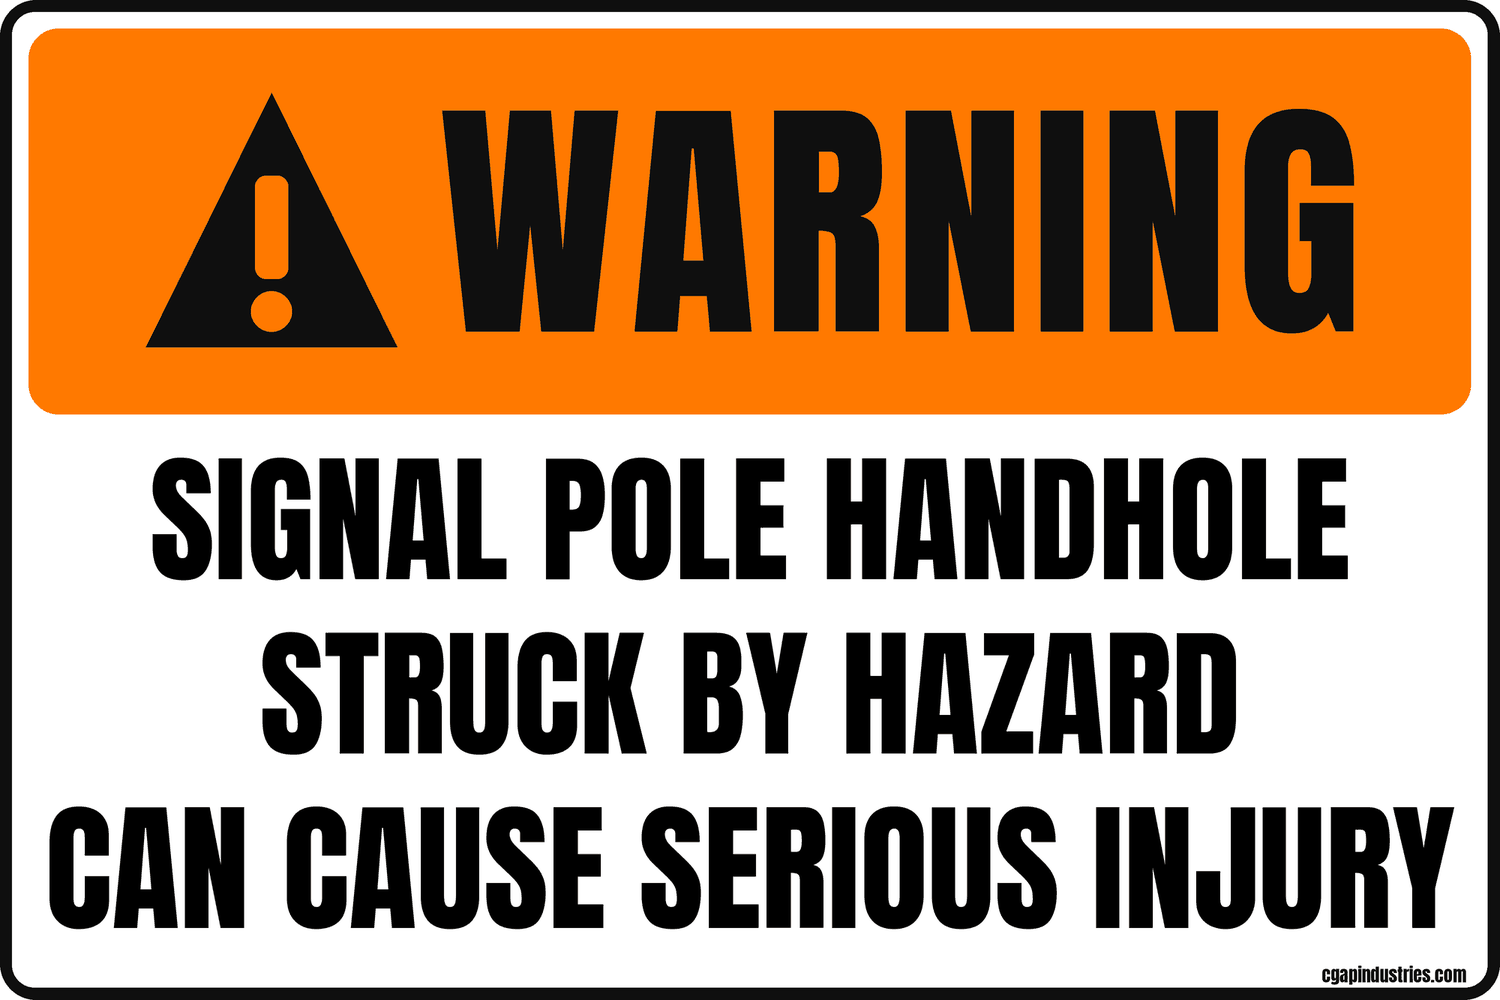 WARNING
SIGNAL POLE HANDHOLE
STRUCK BY HAZARD
CAN CAUSE SERIOUS INJURY
cgapindustries.com